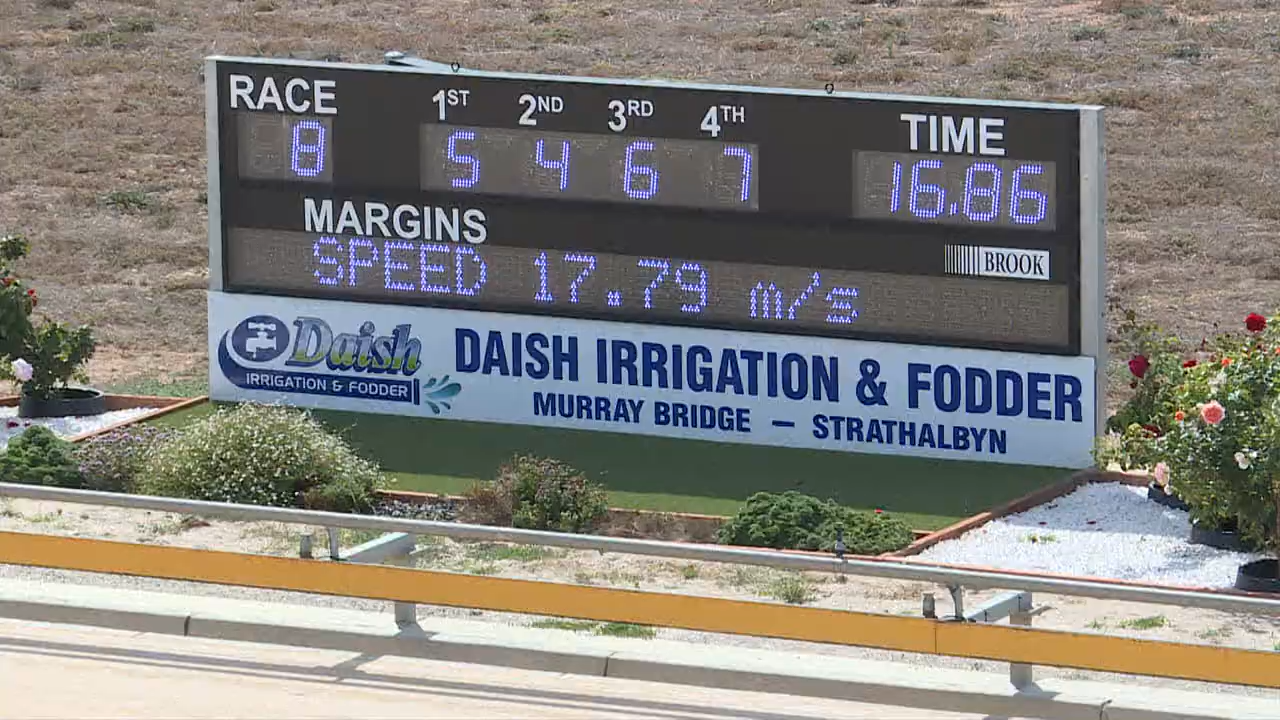 RACE 1ST 2ND 3RD 4TH TIME
8 5 4 6 7 16.86
MARGINS
BROOK
SPEED 17.79 m/s
Daish
IRRIGATION & FODDER
DAISH IRRIGATION & FODDER
MURRAY BRIDGE – STRATHALBYN